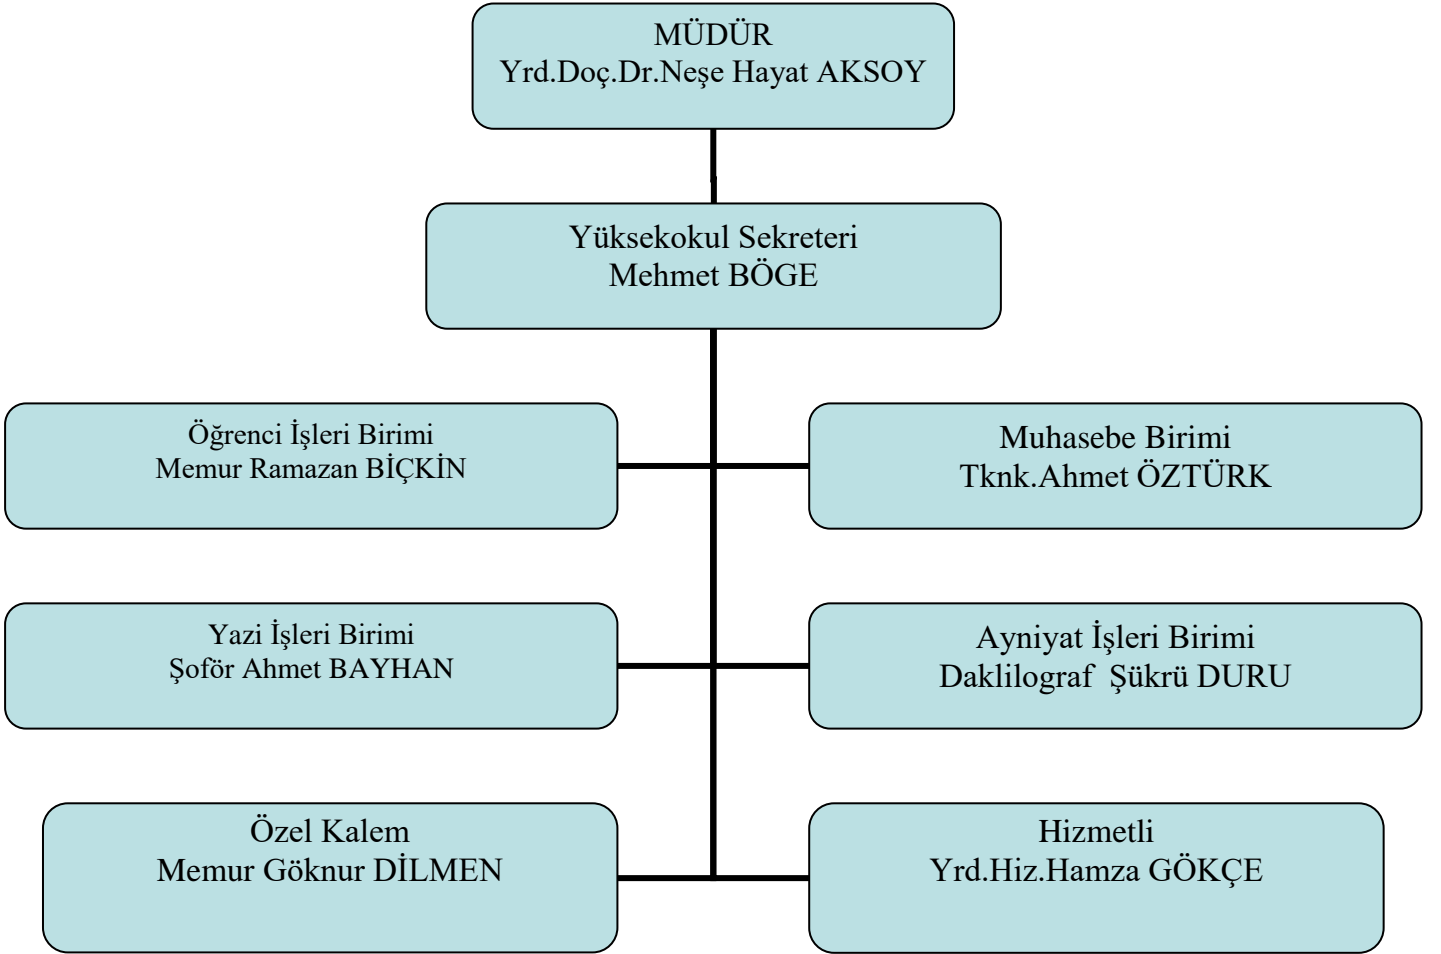 MÜDÜR
Yrd.Doç.Dr.Neşe Hayat AKSOY
Yüksekokul Sekreteri
Mehmet BÖGE
Öğrenci İşleri Birimi
Memur Ramazan BİÇKİN
Muhasebe Birimi
Tknk.Ahmet ÖZTÜRK
Yazi İşleri Birimi
Şoför Ahmet BAYHAN
Ayniyat İşleri Birimi
Daklilograf Şükrü DURU
Özel Kalem
Memur Göknur DİLMEN
Hizmetli
Yrd.Hiz.Hamza GÖKÇE